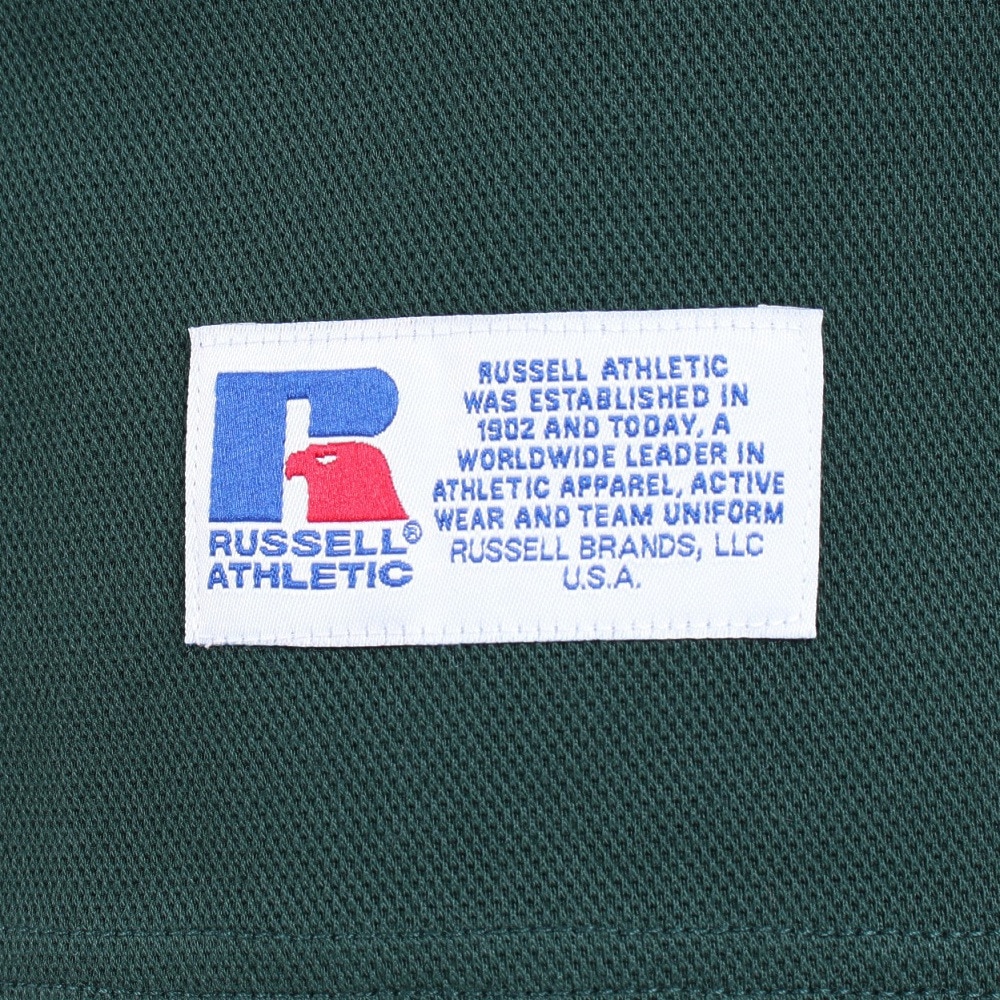 RUSSELL®
ATHLETIC
RUSSELL ATHLETIC
WAS ESTABLISHED IN
1902 AND TODAY, A
WORLDWIDE LEADER IN
ATHLETIC APPAREL, ACTIVE
WEAR AND TEAM UNIFORM
RUSSELL BRANDS, LLC
U.S.A.